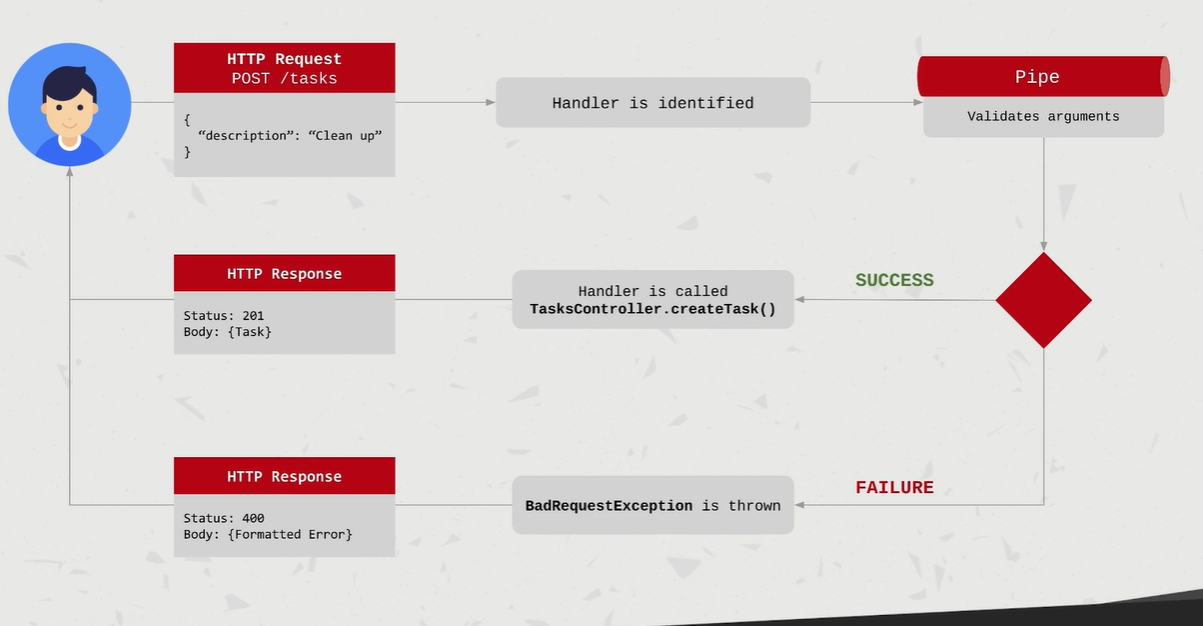 HTTP Request
POST /tasks
{
“description”: “Clean up”
}
Handler is identified
Pipe
Validates arguments
HTTP Response
Status: 201
Body: {Task}
Handler is called
TasksController.createTask()
SUCCESS
HTTP Response
Status: 400
Body: {Formatted Error}
BadRequestException is thrown
FAILURE